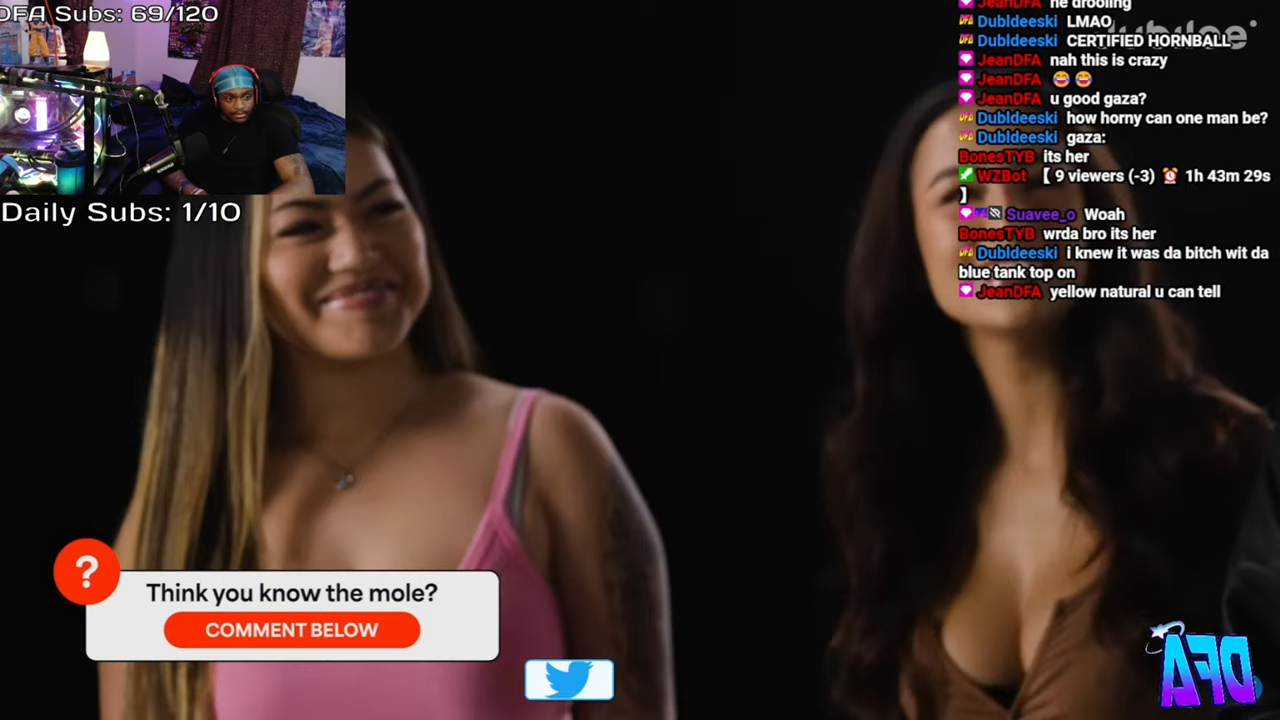 DFA Subs: 69/120
Daily Subs: 1/10
JeanDFA he drooling
Dubldeeski LMAO
jubilee
Dubldeeski CERTIFIED HORNBALL
JeanDFA nah this is crazy
JeanDFA 😂 😂
JeanDFA u good gaza?
Dubldeeski how horny can one man be?
Dubldeeski gaza:
BonesTYB its her
WZBot 【 9 viewers (-3) ⏰ 1h 43m 29s
】
Suavee_o Woah
BonesTYB wrda bro its her
Dubldeeski i knew it was da bitch wit da
blue tank top on
JeanDFA yellow natural u can tell
?
Think you know the mole?
COMMENT BELOW
DFA